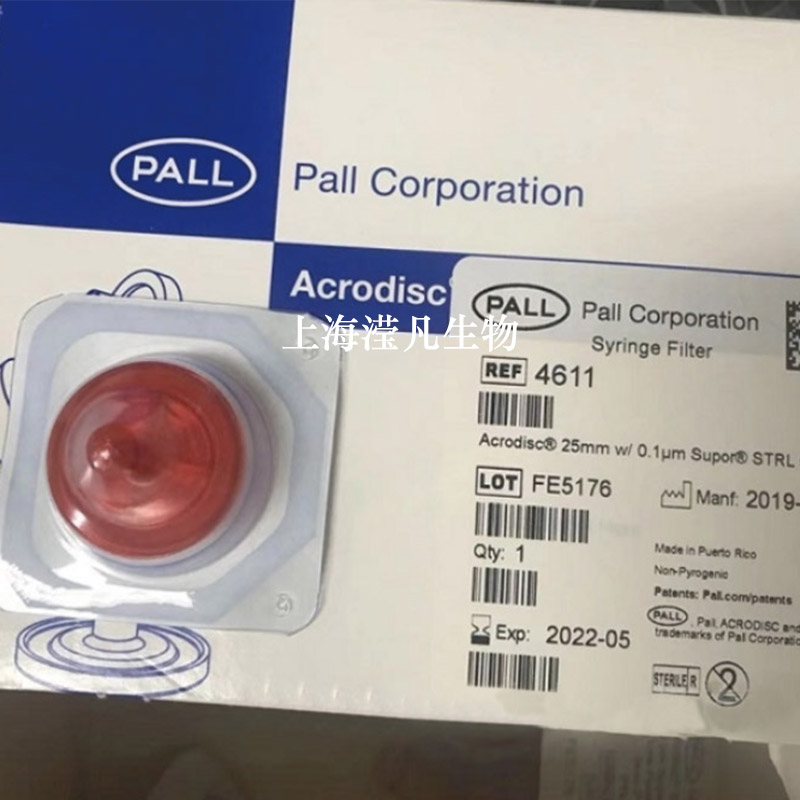 PALL
Pall Corporation
Acrodisc
上海滢凡生物
PALL Pall Corporation
Syringe Filter
REF 4611
Acrodisc® 25mm w/ 0.1µm Supor® STRL
LOT FE5176
Manf: 2019-
Qty: 1
Made in Puerto Rico
Non-Pyrogenic
Patents: Pall.com/patents
Exp: 2022-05
PALL, Pall, ACRODISC and
trademarks of Pall Corporatio
STERILE R
2